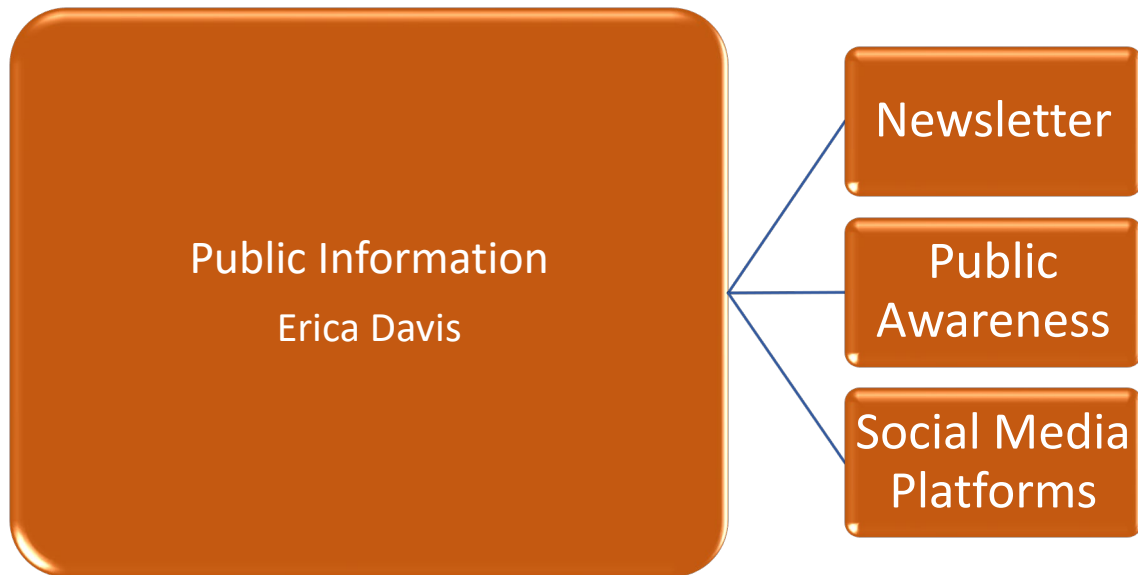 Public Information
Erica Davis
Newsletter
Public
Awareness
Social Media
Platforms